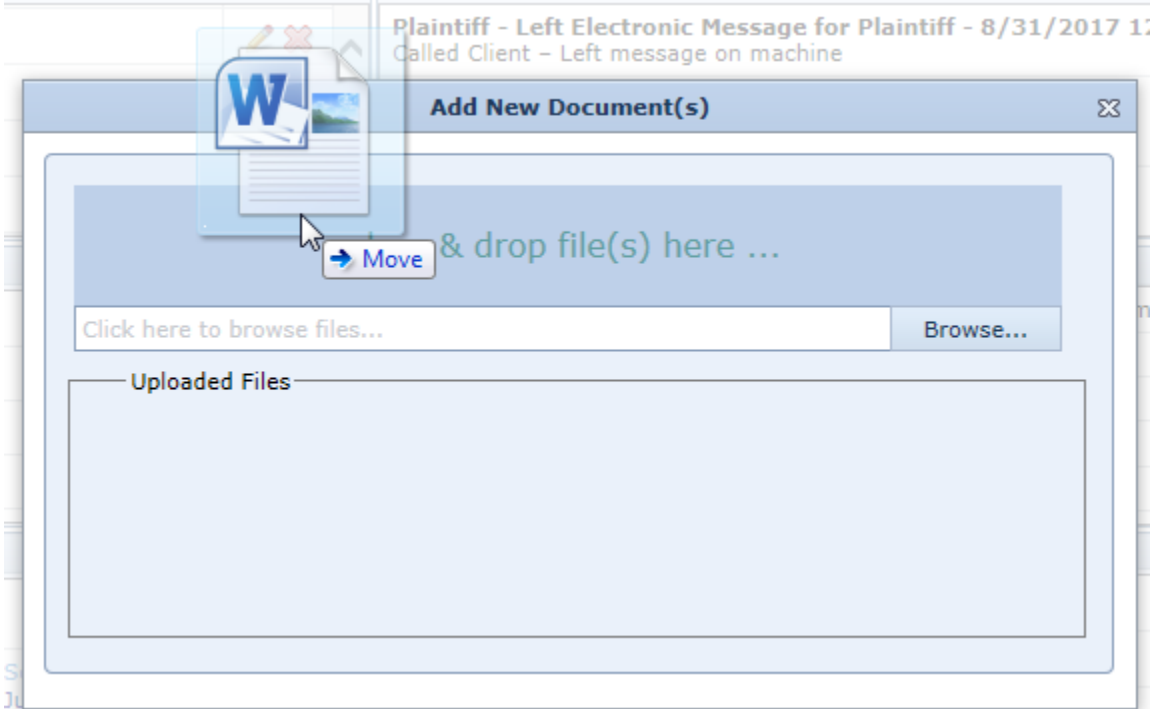 Plaintiff - Left Electronic Message for Plaintiff - 8/31/2017
Called Client – Left message on machine
Add New Document(s)
W
& drop file(s) here ...
Move
Click here to browse files...
Browse...
Uploaded Files